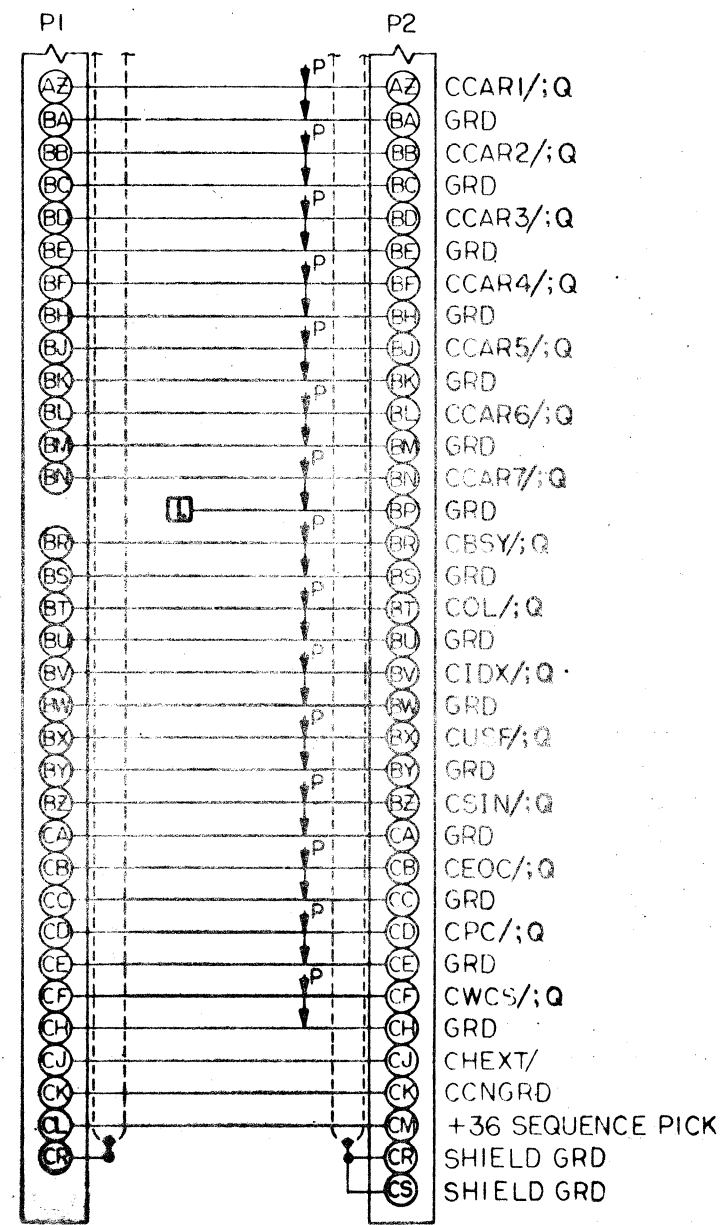 P1 P2
P
AZ AZ CCAR1/;Q
BA BA GRD
P
BB BB CCAR2/;Q
BC BC GRD
P
BD BD CCAR3/;Q
BE BE GRD
P
BF BF CCAR4/;Q
BH BH GRD
P
BJ BJ CCAR5/;Q
BK BK GRD
P
BL BL CCAR6/;Q
BM BM GRD
P
BN BN CCAR7/;Q
BP GRD
P
BR BR CBSY/;Q
BS BS GRD
P
BT BT COL/;Q
BU BU GRD
P
BV BV CIDX/;Q
BW BW GRD
P
BX BX CUSF/;Q
BY BY GRD
P
BZ BZ CSIN/;Q
CA CA GRD
P
CB CB CEOC/;Q
CC CC GRD
P
CD CD CPC/;Q
CE CE GRD
P
CF CF CWCS/;Q
CH CH GRD
CJ CJ CHEXT/
CK CK CCNGRD
CL CM +36 SEQUENCE PICK
CR CR SHIELD GRD
CS SHIELD GRD